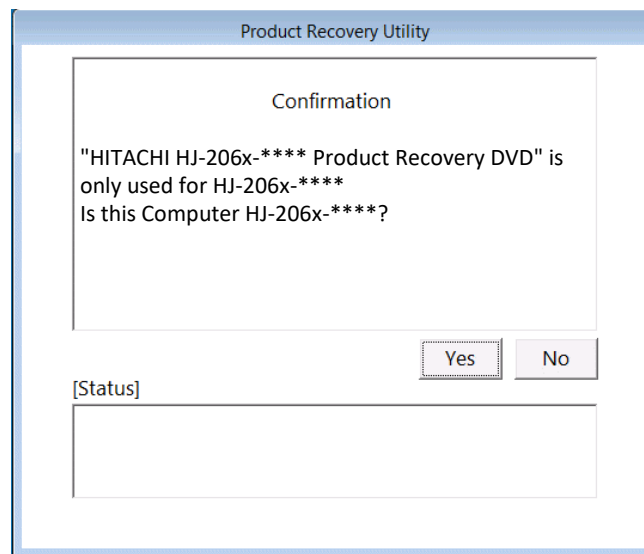 Product Recovery Utility
Confirmation
"HITACHI HJ-206x-**** Product Recovery DVD" is
only used for HJ-206x-****
Is this Computer HJ-206x-****?
Yes No
[Status]